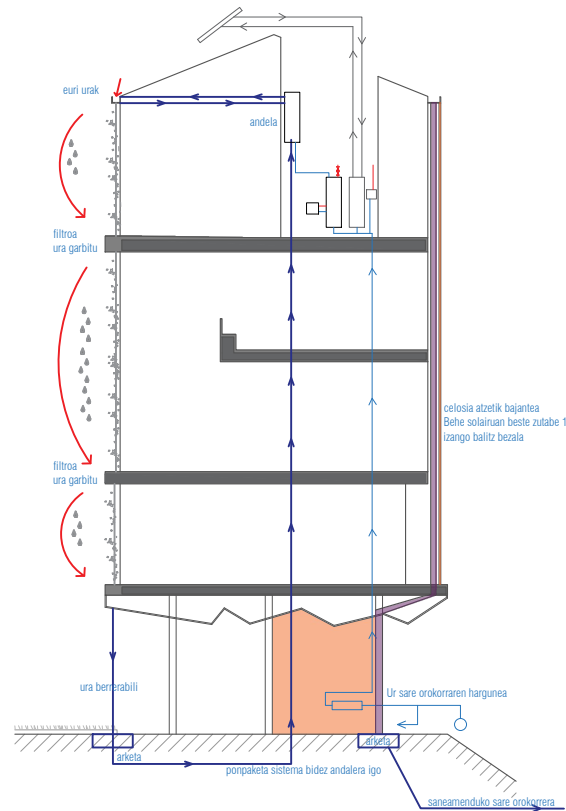 euri urak
andela
filtroa
ura garbitu
celosia atzetik bajantea
Behe solairuan beste zutabe 1
izango balitz bezala
filtroa
ura garbitu
ura berrerabili
Ur sare orokorraren hargunea
arketa
arketa
ponpaketa sistema bidez andalera igo
saneamenduko sare orokorrera